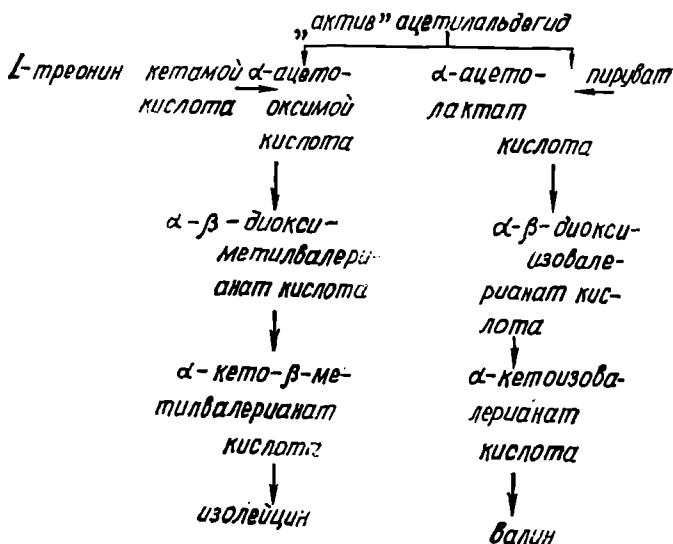 „актив” ацетилальдегид
L-треонин кетамой α-ацето- α-ацето- пируват
кислота оксимой лактат
кислота кислота
α-β-диокси- α-β-диокси-
метилвалери- изовале-
анат кислота рианат кис-
лота
α-кето-β-ме- α-кетоизова-
тилвалерианат лерианат
кислота кислота
изолейцин валин